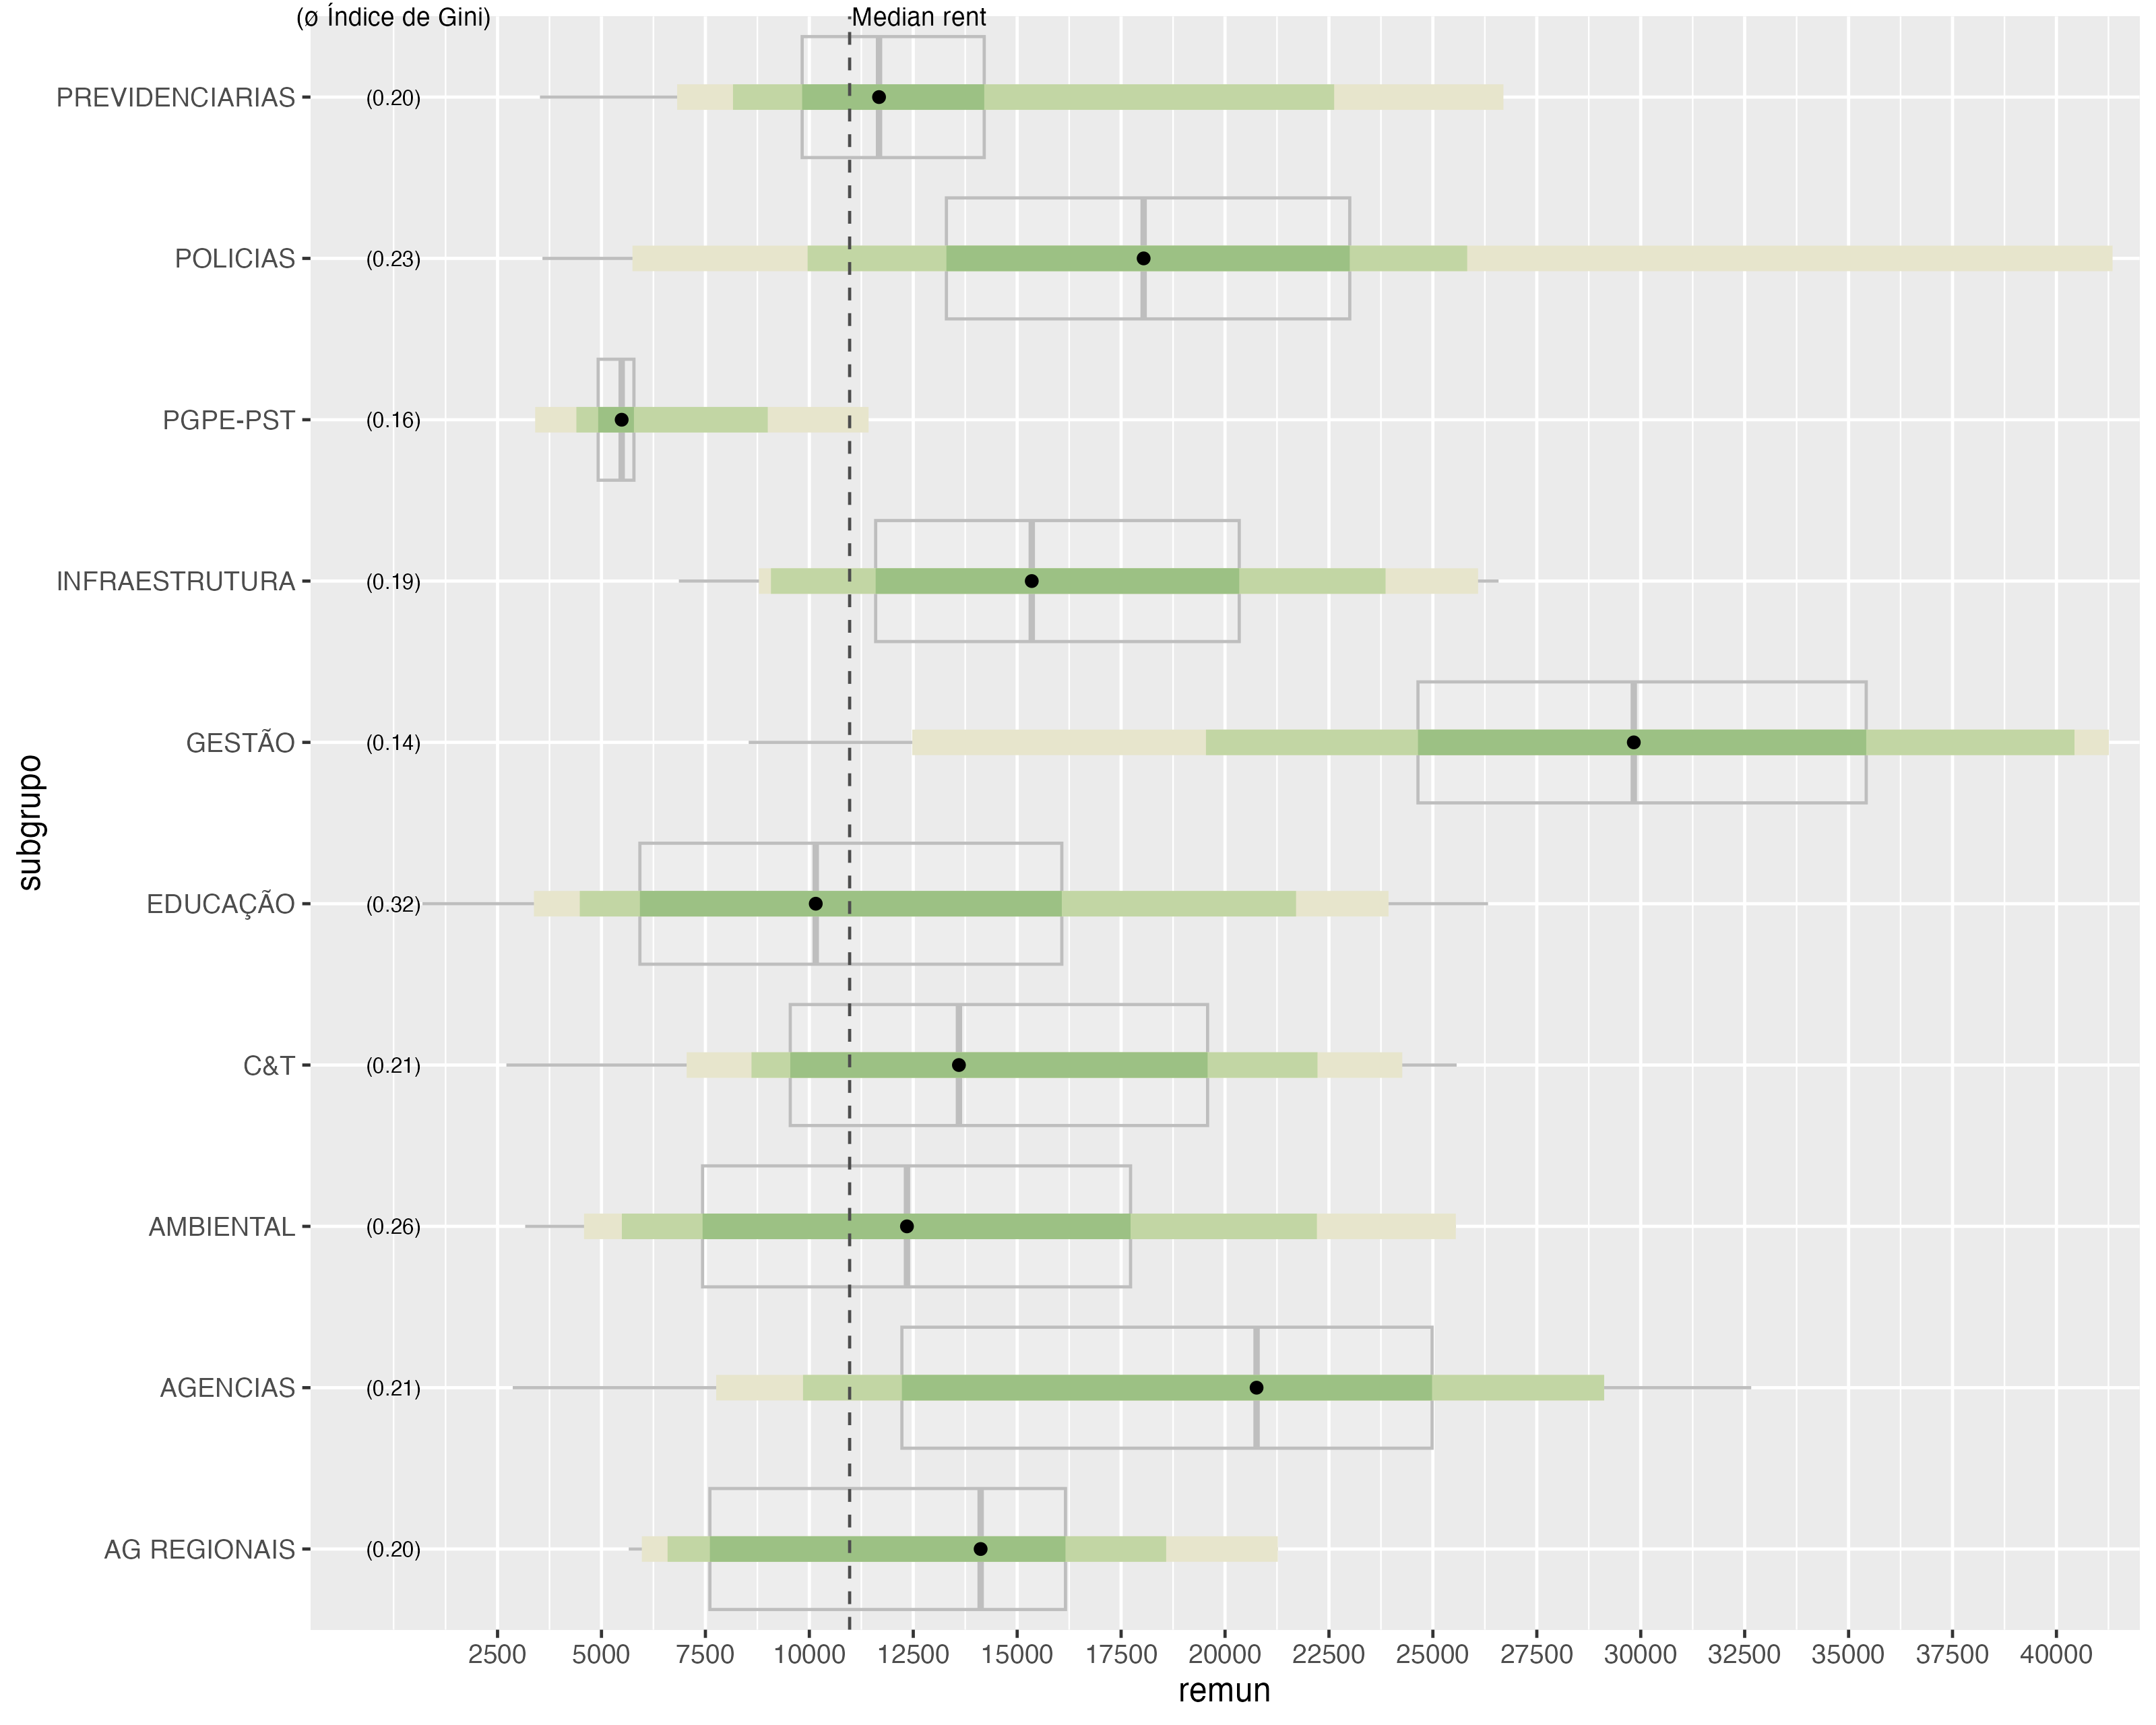 (ø Índice de Gini) Median rent
PREVIDENCIARIAS (0.20)
POLICIAS (0.23)
PGPE-PST (0.16)
INFRAESTRUTURA (0.19)
GESTÃO (0.14)
EDUCAÇÃO (0.32)
C&T (0.21)
AMBIENTAL (0.26)
AGENCIAS (0.21)
AG REGIONAIS (0.20)
subgrupo
2500 5000 7500 10000 12500 15000 17500 20000 22500 25000 27500 30000 32500 35000 37500 40000
remun